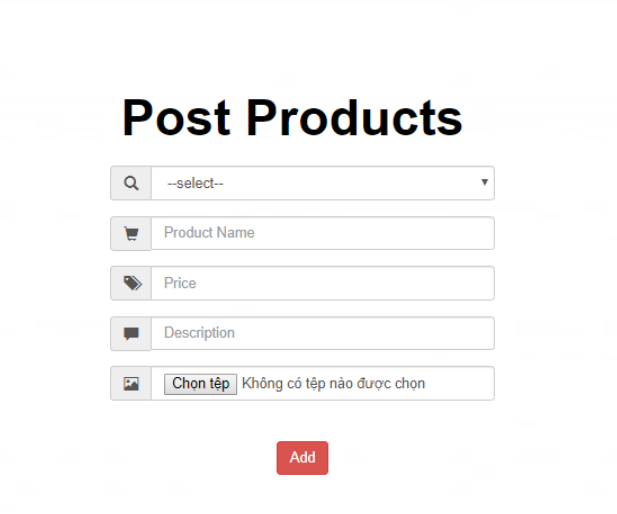 Post Products
--select--
Product Name
Price
Description
Chọn tệp Không có tệp nào được chọn
Add